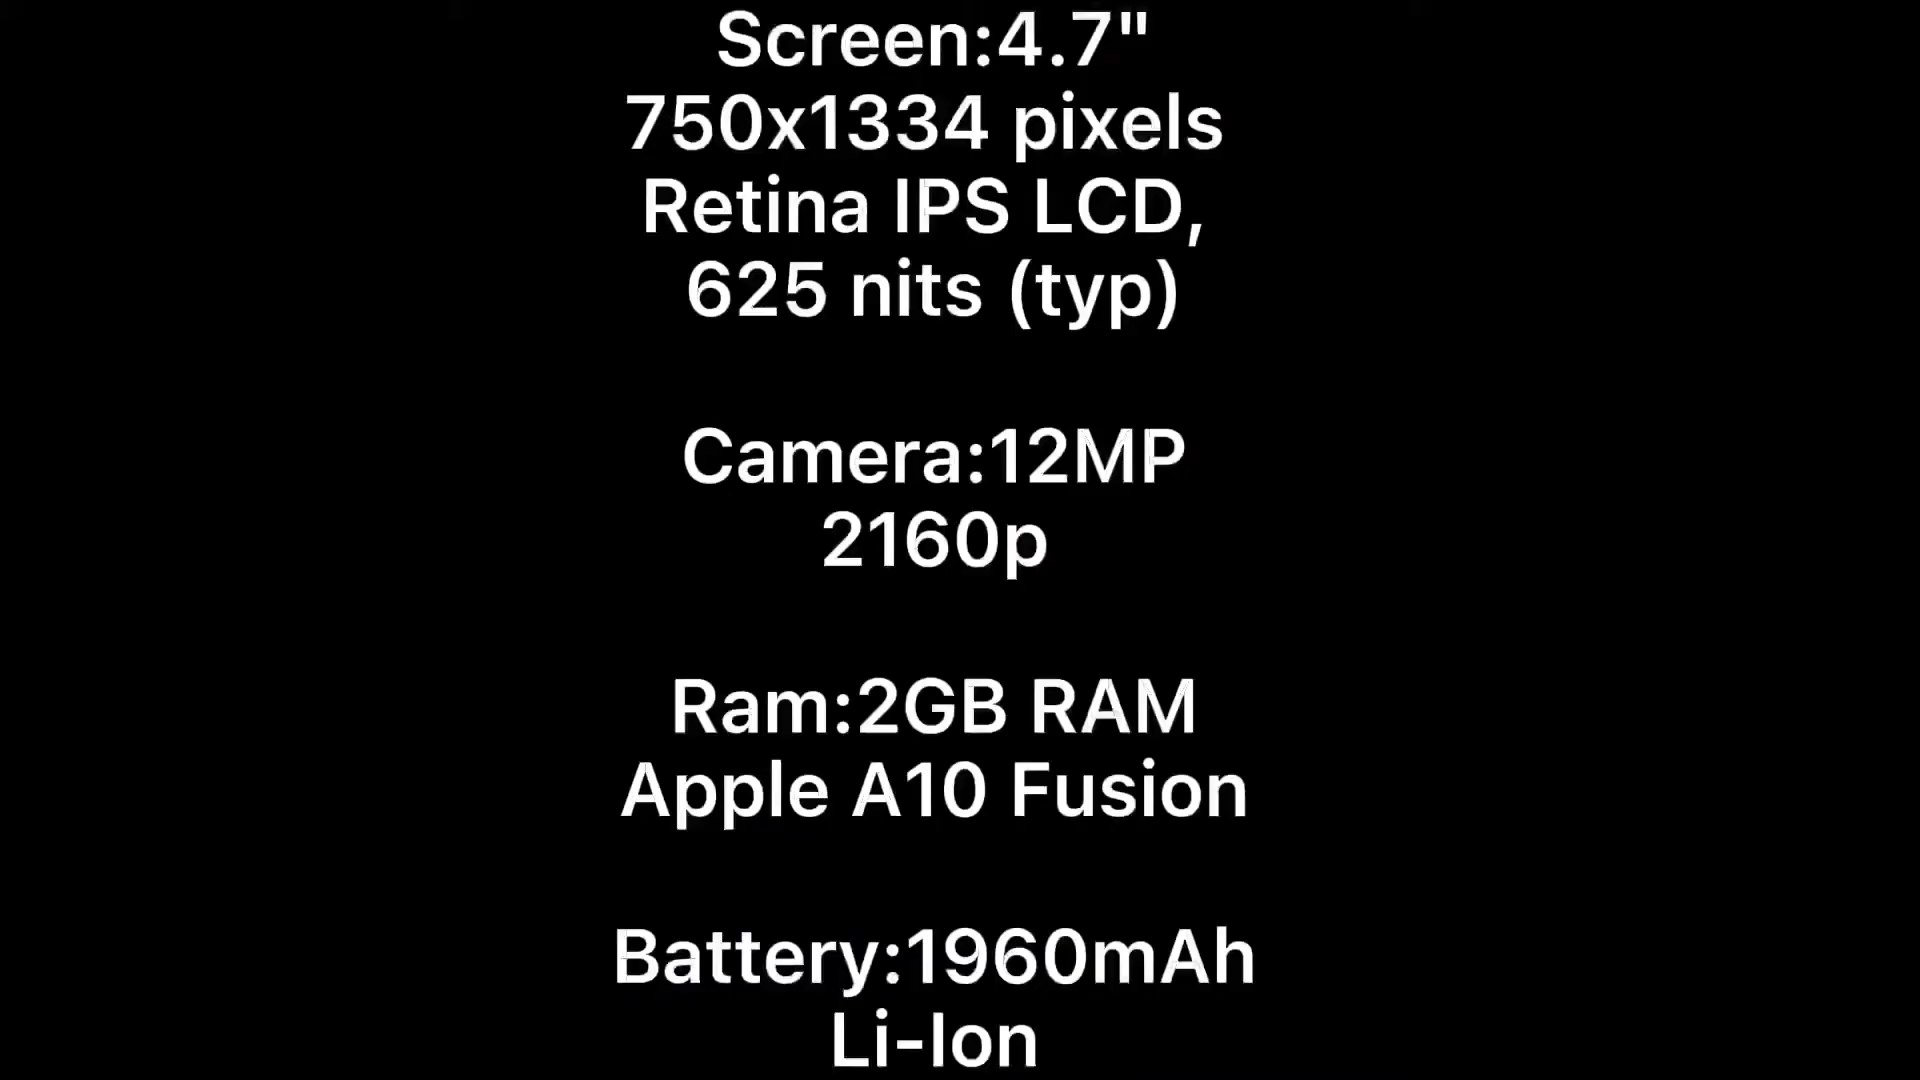 Screen:4.7"
750x1334 pixels
Retina IPS LCD,
625 nits (typ)
Camera:12MP
2160p
Ram:2GB RAM
Apple A10 Fusion
Battery:1960mAh
Li-Ion